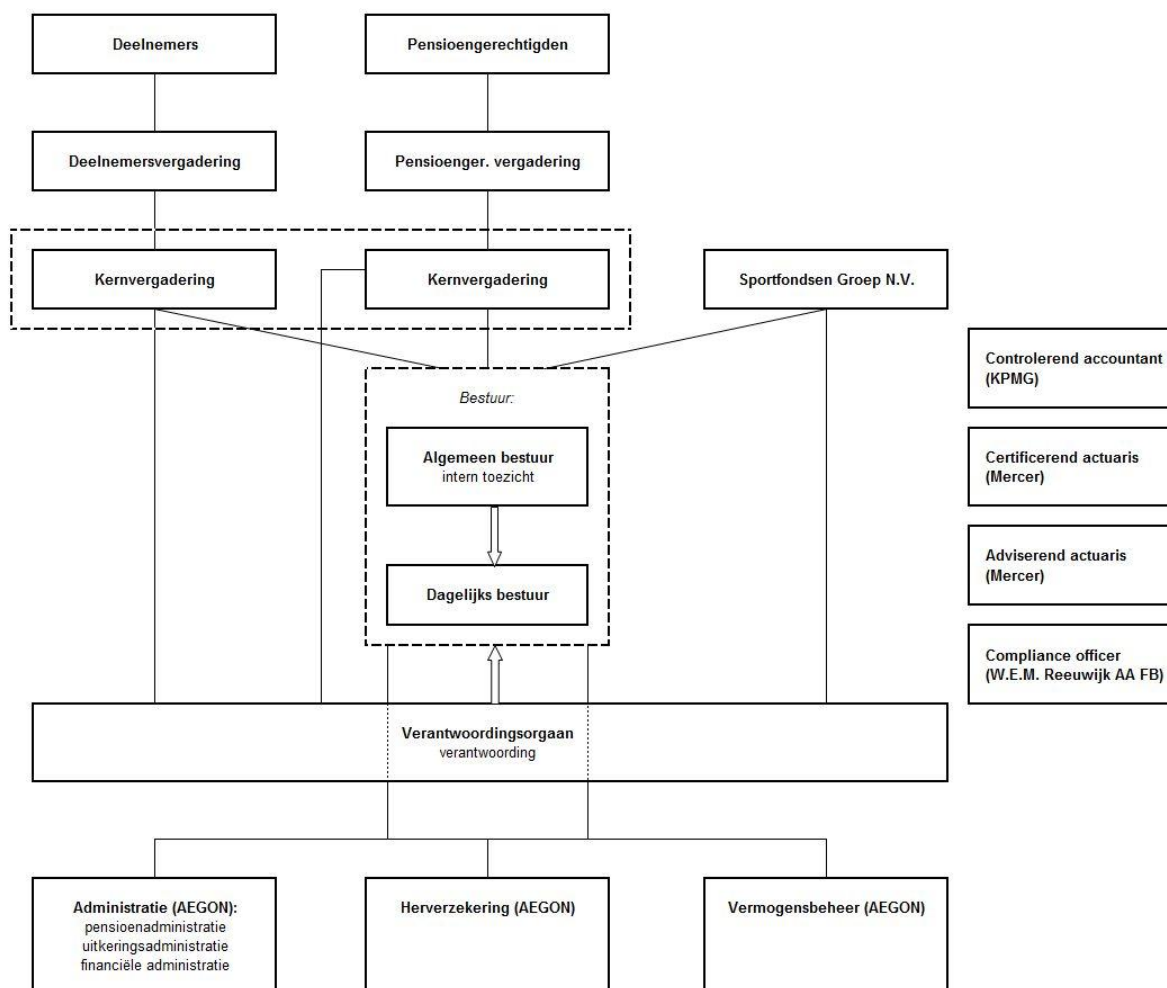 Deelnemers
Pensioengerechtigden
Deelnemersvergadering
Pensioenger. vergadering
Kernvergadering
Kernvergadering
Sportfondsen Groep N.V.
Controlerend accountant
(KPMG)
Bestuur:
Algemeen bestuur
intern toezicht
Certificerend actuaris
(Mercer)
Dagelijks bestuur
Adviserend actuaris
(Mercer)
Compliance officer
(W.E.M. Reeuwijk AA FB)
Verantwoordingsorgaan
verantwoording
Administratie (AEGON):
pensioenadministratie
uitkeringsadministratie
financiële administratie
Herverzekering (AEGON)
Vermogensbeheer (AEGON)